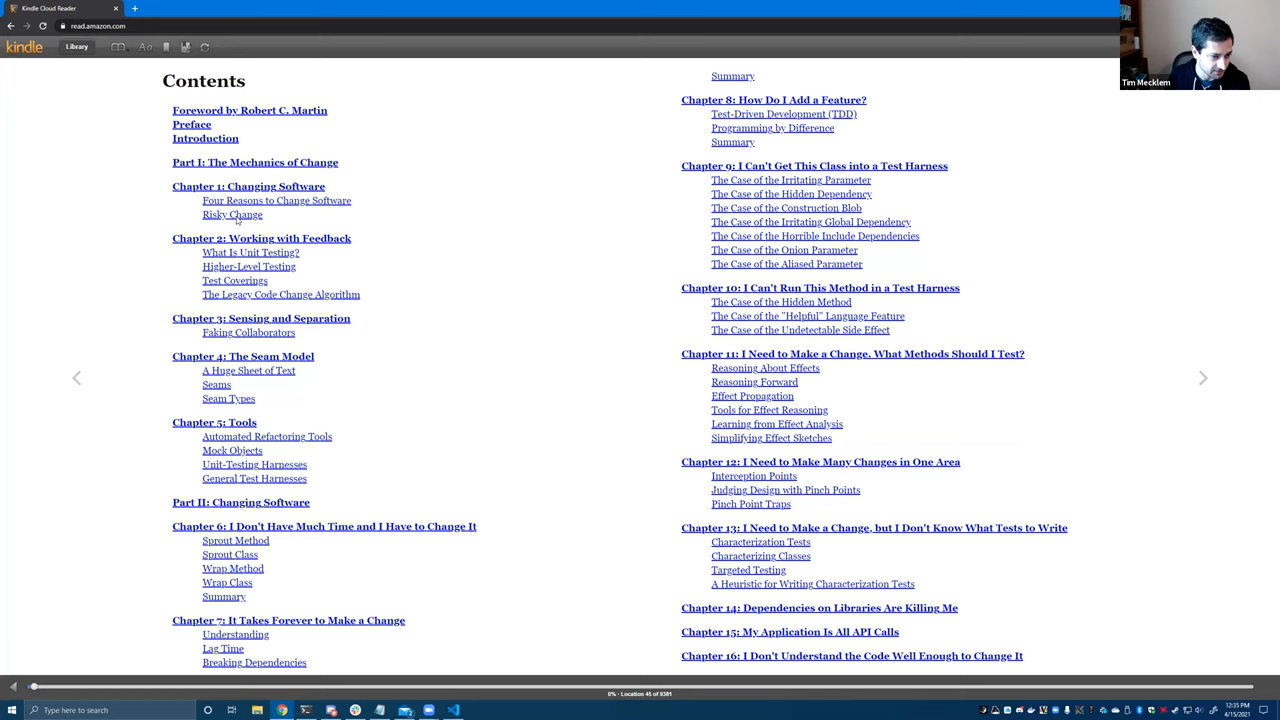 Kindle Cloud Reader
read.amazon.com
kindle
Library
Aa
Tim Mecklem
Contents
Foreword by Robert C. Martin
Preface
Introduction
Part I: The Mechanics of Change
Chapter 1: Changing Software
Four Reasons to Change Software
Risky Change
Chapter 2: Working with Feedback
What Is Unit Testing?
Higher-Level Testing
Test Coverings
The Legacy Code Change Algorithm
Chapter 3: Sensing and Separation
Faking Collaborators
Chapter 4: The Seam Model
A Huge Sheet of Text
Seams
Seam Types
Chapter 5: Tools
Automated Refactoring Tools
Mock Objects
Unit-Testing Harnesses
General Test Harnesses
Part II: Changing Software
Chapter 6: I Don't Have Much Time and I Have to Change It
Sprout Method
Sprout Class
Wrap Method
Wrap Class
Summary
Chapter 7: It Takes Forever to Make a Change
Understanding
Lag Time
Breaking Dependencies
Summary
Chapter 8: How Do I Add a Feature?
Test-Driven Development (TDD)
Programming by Difference
Summary
Chapter 9: I Can't Get This Class into a Test Harness
The Case of the Irritating Parameter
The Case of the Hidden Dependency
The Case of the Construction Blob
The Case of the Irritating Global Dependency
The Case of the Horrible Include Dependencies
The Case of the Onion Parameter
The Case of the Aliased Parameter
Chapter 10: I Can't Run This Method in a Test Harness
The Case of the Hidden Method
The Case of the "Helpful" Language Feature
The Case of the Undetectable Side Effect
Chapter 11: I Need to Make a Change. What Methods Should I Test?
Reasoning About Effects
Reasoning Forward
Effect Propagation
Tools for Effect Reasoning
Learning from Effect Analysis
Simplifying Effect Sketches
Chapter 12: I Need to Make Many Changes in One Area
Interception Points
Judging Design with Pinch Points
Pinch Point Traps
Chapter 13: I Need to Make a Change, but I Don't Know What Tests to Write
Characterization Tests
Characterizing Classes
Targeted Testing
A Heuristic for Writing Characterization Tests
Chapter 14: Dependencies on Libraries Are Killing Me
Chapter 15: My Application Is All API Calls
Chapter 16: I Don't Understand the Code Well Enough to Change It
0% · Location 45 of 9381
Type here to search
12:35 PM
4/15/2021